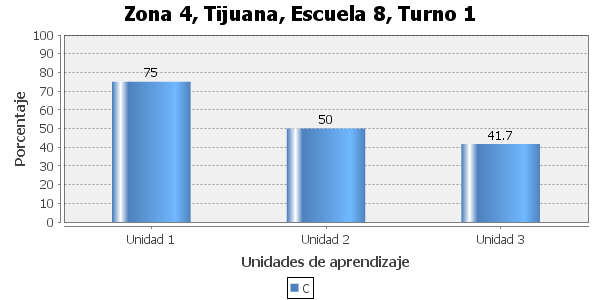 Zona 4, Tijuana, Escuela 8, Turno 1
Porcentaje
100
90
80
70
60
50
40
30
20
10
0
75
50
41.7
Unidad 1
Unidad 2
Unidad 3
Unidades de aprendizaje
C